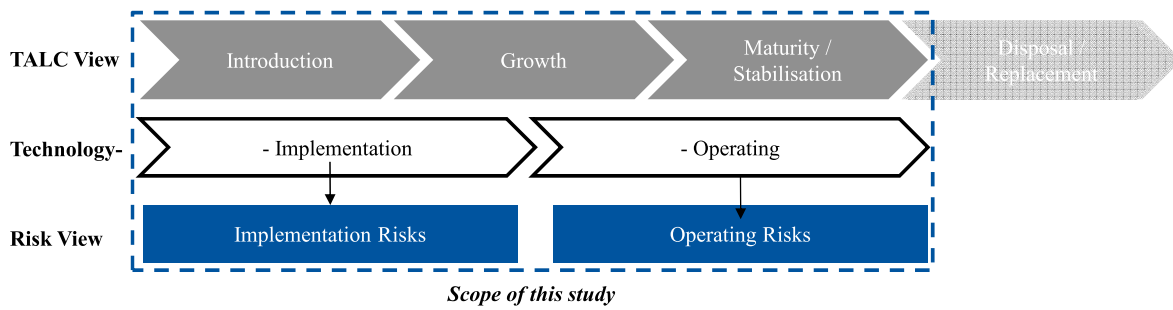 TALC View
Introduction
Growth
Maturity /
Stabilisation
Disposal /
Replacement
Technology-
- Implementation
- Operating
Risk View
Implementation Risks
Operating Risks
Scope of this study